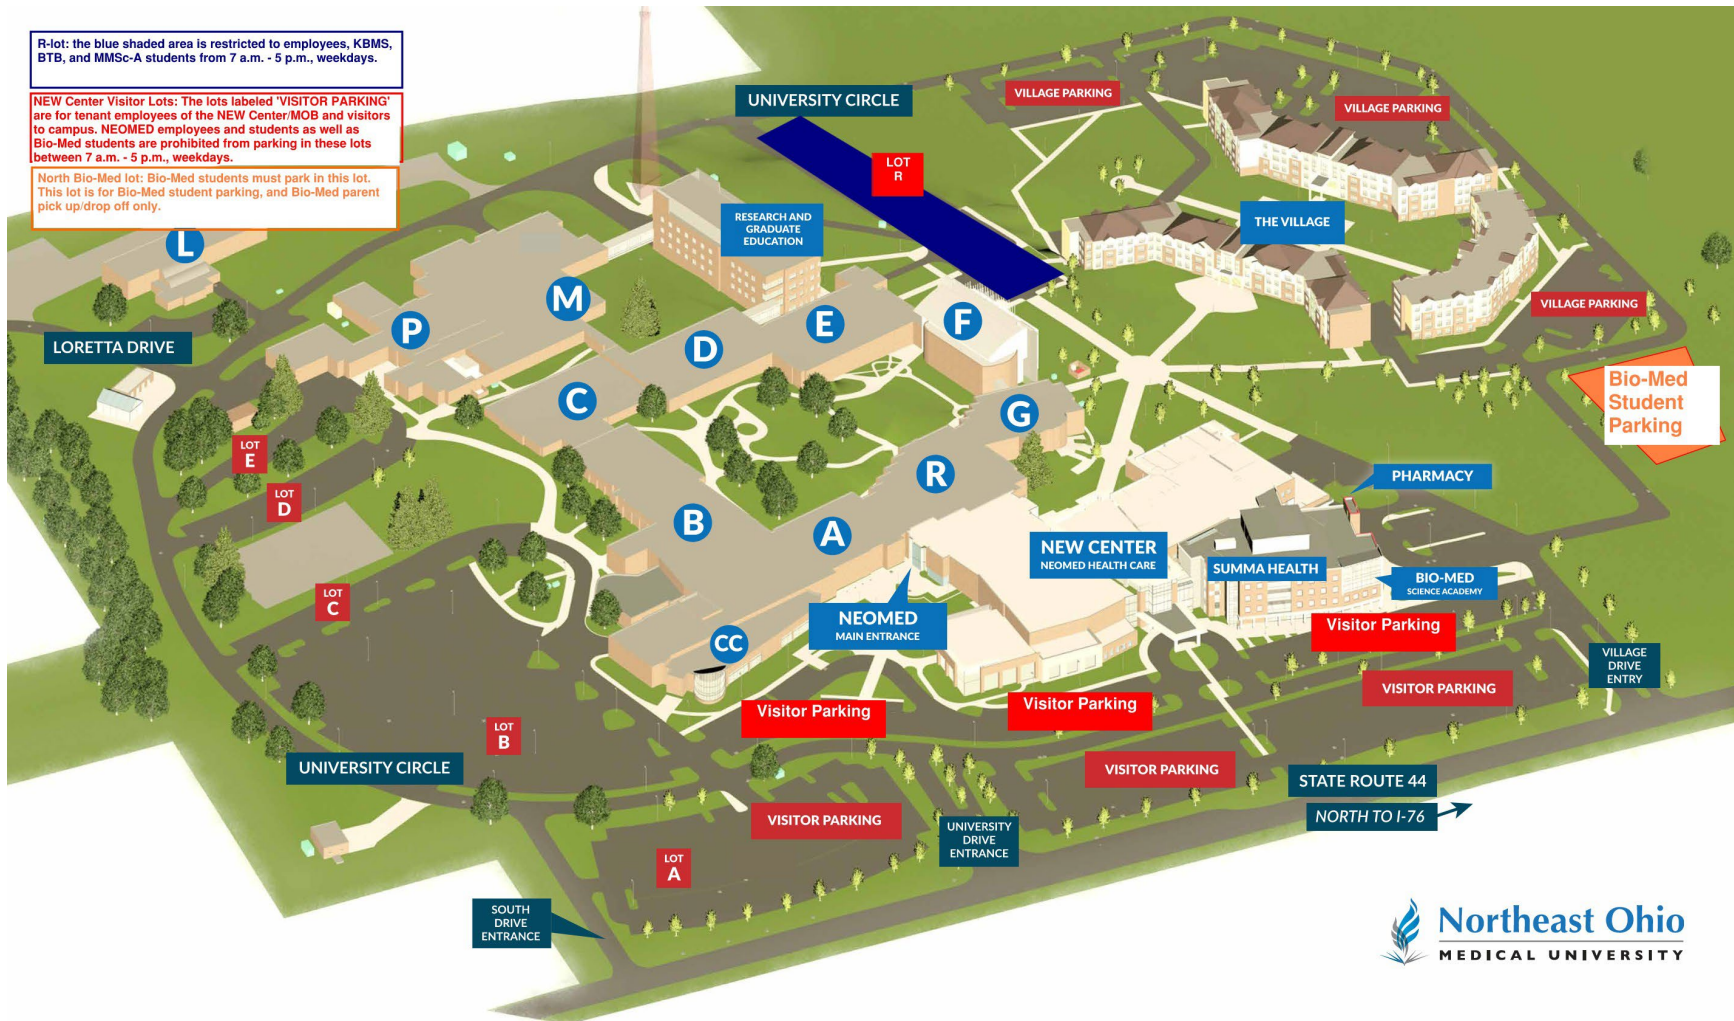 R-lot: the blue shaded area is restricted to employees, KBMS,
BTB, and MMSc-A students from 7 a.m. - 5 p.m., weekdays.
NEW Center Visitor Lots: The lots labeled 'VISITOR PARKING'
are for tenant employees of the NEW Center/MOB and visitors
to campus. NEOMED employees and students as well as
Bio-Med students are prohibited from parking in these lots
between 7 a.m. - 5 p.m., weekdays.
North Bio-Med lot: Bio-Med students must park in this lot.
This lot is for Bio-Med student parking, and Bio-Med parent
pick up/drop off only.
UNIVERSITY CIRCLE
VILLAGE PARKING
VILLAGE PARKING
LOT
R
RESEARCH AND
GRADUATE
EDUCATION
THE VILLAGE
L
M
P
E
F
D
VILLAGE PARKING
LORETTA DRIVE
C
G
Bio-Med
Student
Parking
LOT
E
R
PHARMACY
LOT
D
B
A
NEW CENTER
NEOMED HEALTH CARE
SUMMA HEALTH
BIO-MED
SCIENCE ACADEMY
LOT
C
NEOMED
MAIN ENTRANCE
CC
Visitor Parking
VILLAGE
DRIVE
ENTRY
VISITOR PARKING
Visitor Parking
Visitor Parking
LOT
B
UNIVERSITY CIRCLE
VISITOR PARKING
STATE ROUTE 44
NORTH TO I-76
VISITOR PARKING
UNIVERSITY
DRIVE
ENTRANCE
LOT
A
SOUTH
DRIVE
ENTRANCE
Northeast Ohio
MEDICAL UNIVERSITY